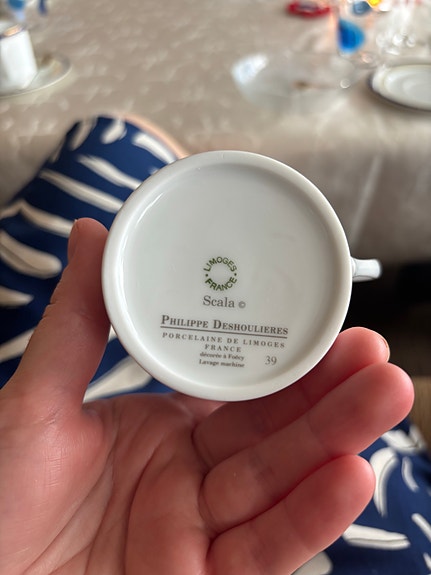 LIMOGES
FRANCE
Scala ©
PHILIPPE DESHOULIERES
PORCELAINE DE LIMOGES
FRANCE
décorée à Foëcy
Lavage machine
39